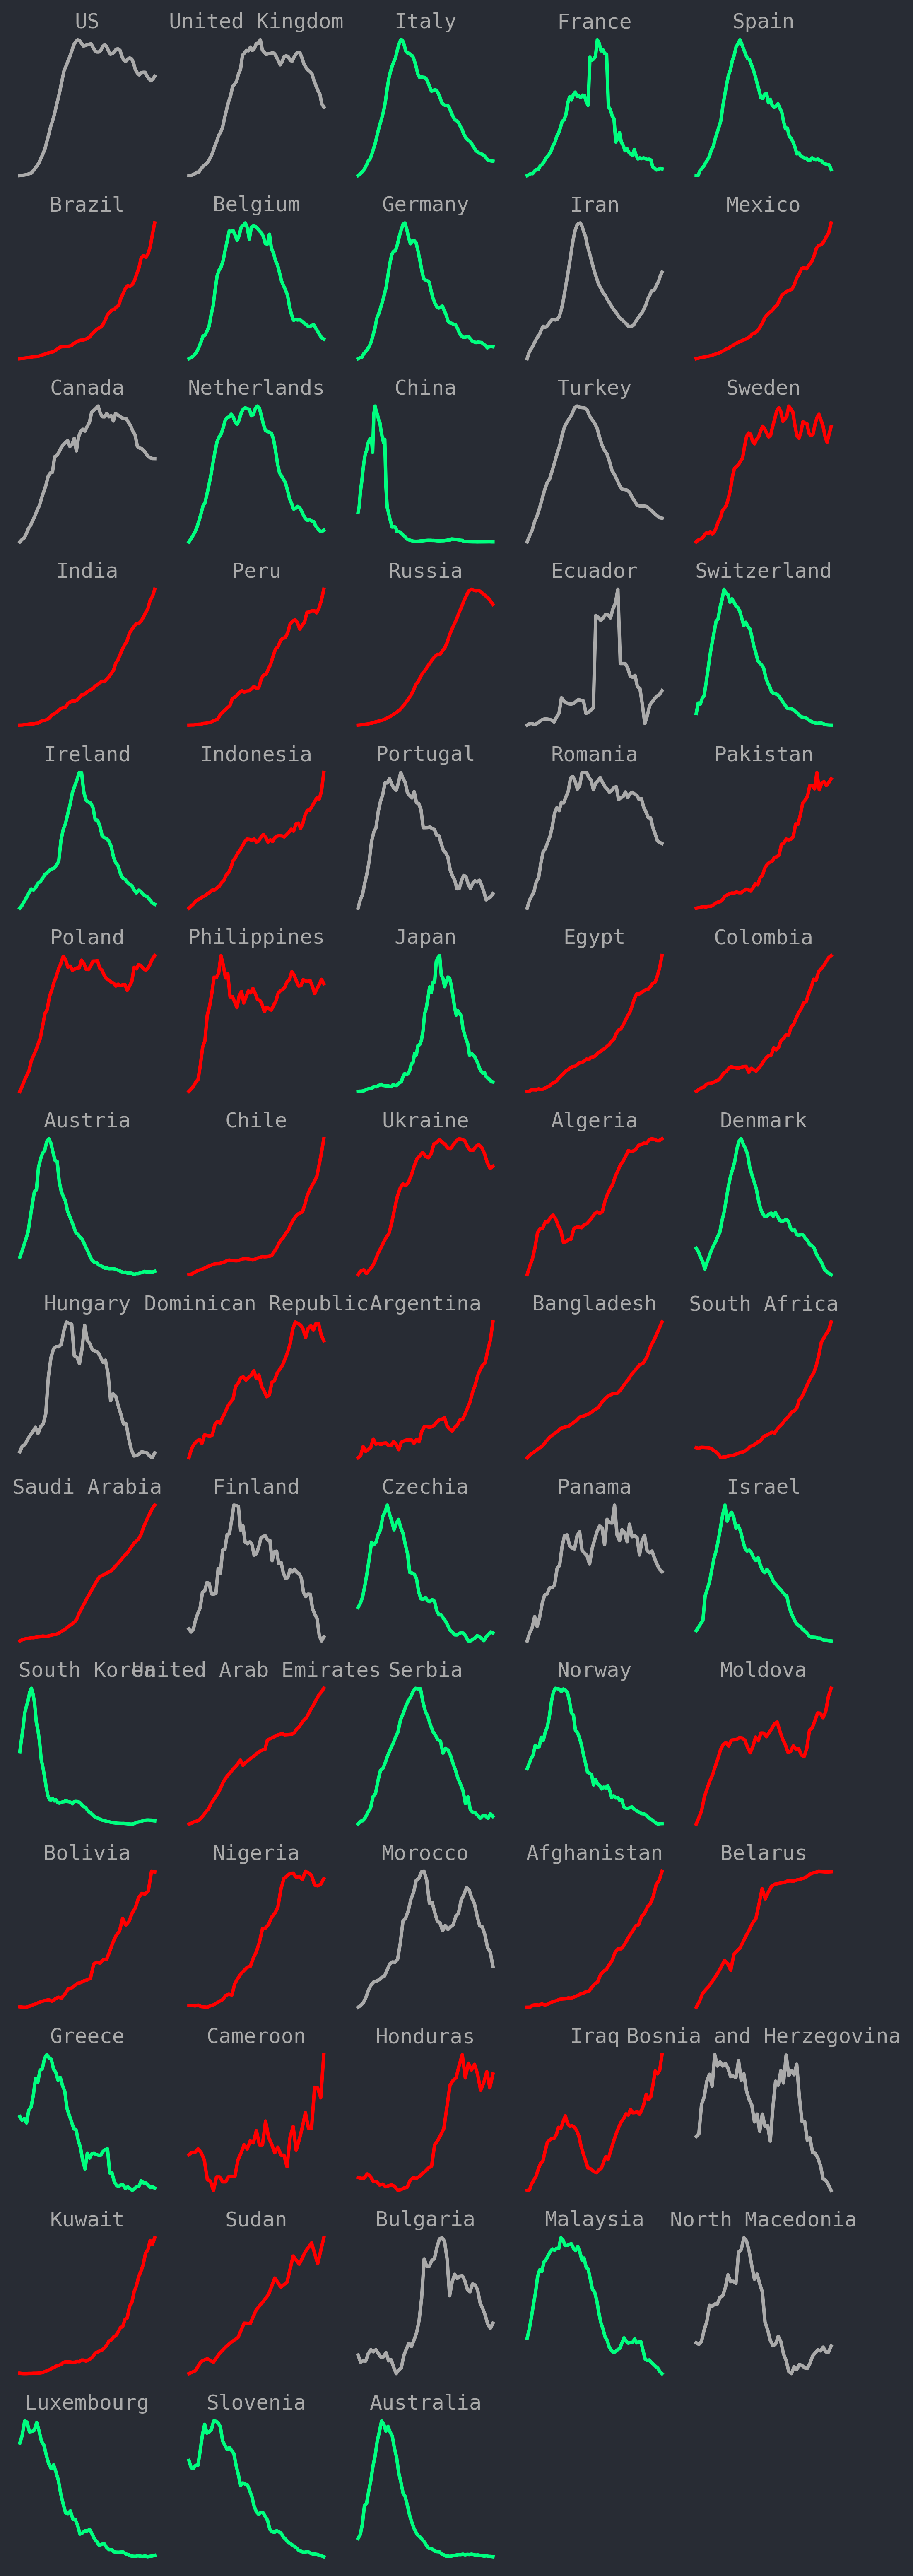 US United Kingdom Italy France Spain
Brazil Belgium Germany Iran Mexico
Canada Netherlands China Turkey Sweden
India Peru Russia Ecuador Switzerland
Ireland Indonesia Portugal Romania Pakistan
Poland Philippines Japan Egypt Colombia
Austria Chile Ukraine Algeria Denmark
Hungary Dominican Republic Argentina Bangladesh South Africa
Saudi Arabia Finland Czechia Panama Israel
South Korea United Arab Emirates Serbia Norway Moldova
Bolivia Nigeria Morocco Afghanistan Belarus
Greece Cameroon Honduras Iraq Bosnia and Herzegovina
Kuwait Sudan Bulgaria Malaysia North Macedonia
Luxembourg Slovenia Australia